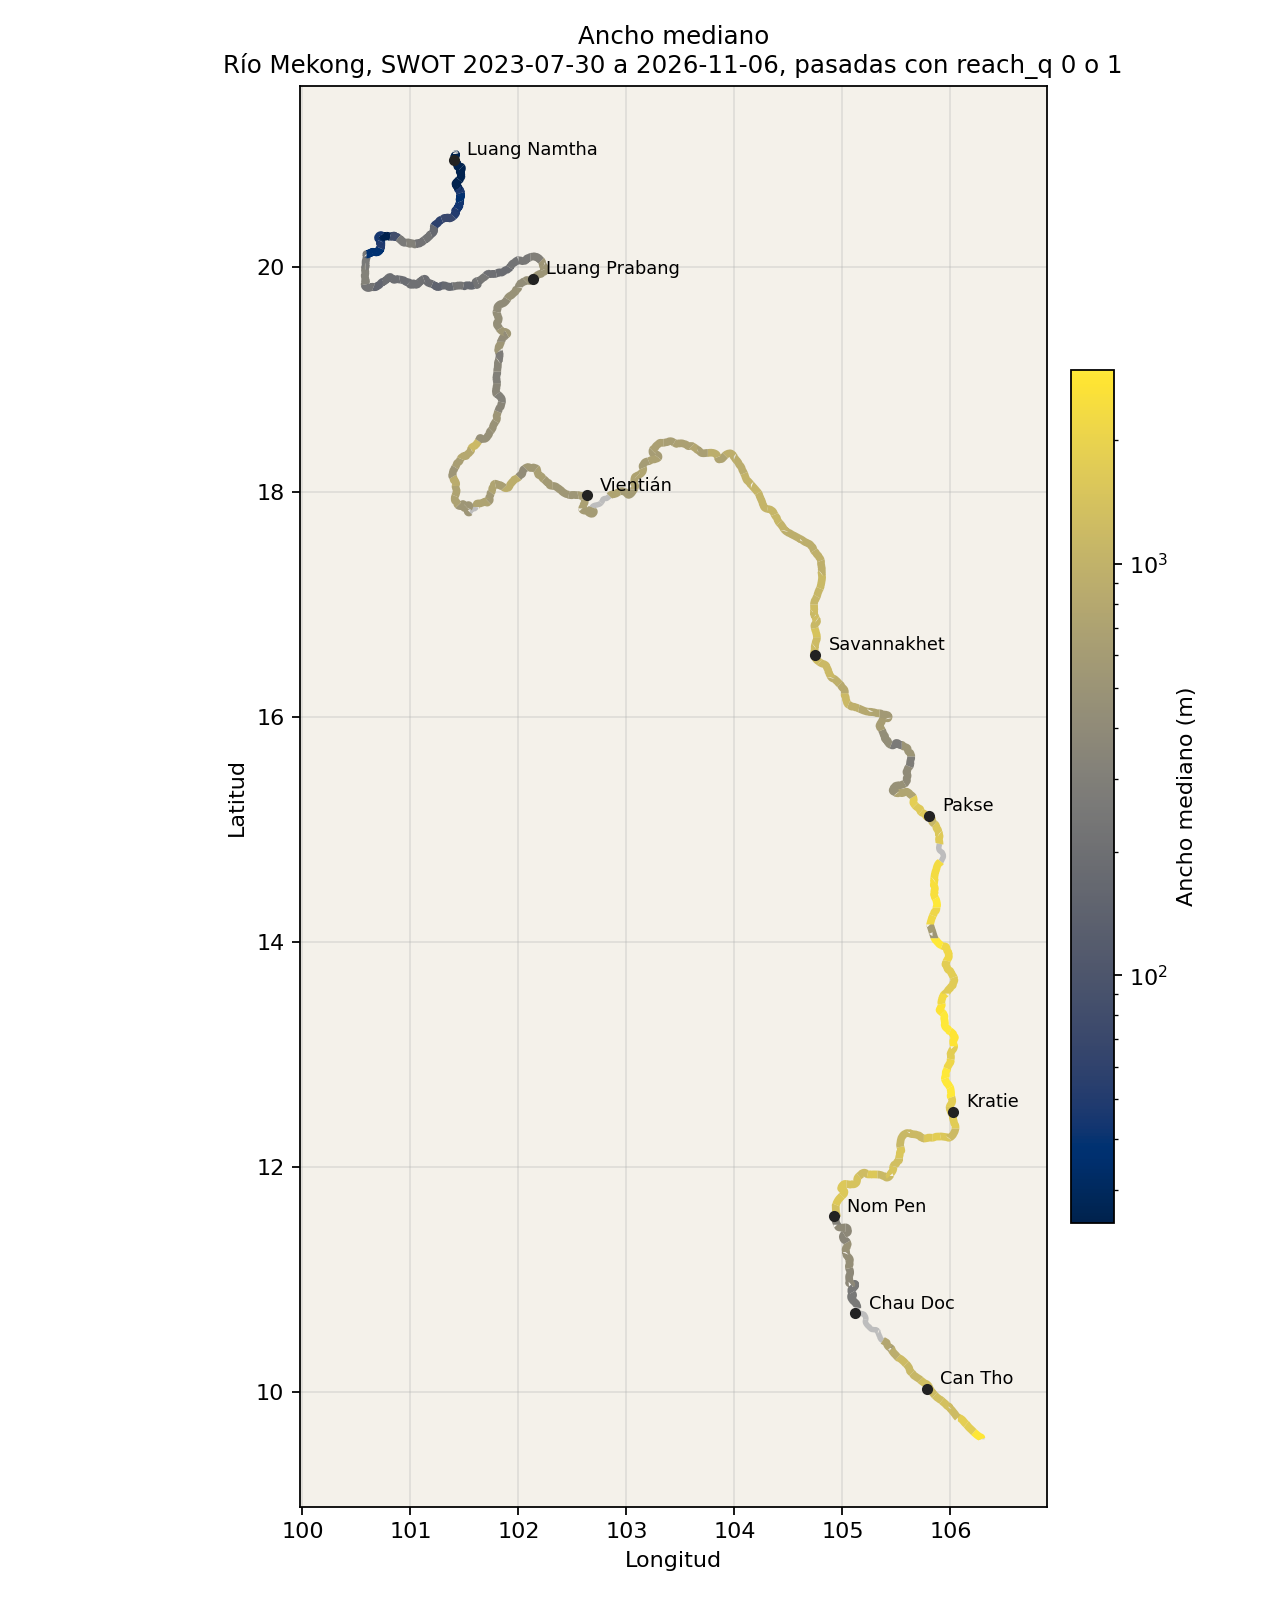 Ancho mediano
Río Mekong, SWOT 2023-07-30 a 2026-11-06, pasadas con reach_q 0 o 1
Luang Namtha
Luang Prabang
Vientián
Savannakhet
Pakse
Kratie
Nom Pen
Chau Doc
Can Tho
20
18
16
14
12
10
Latitud
100
101
102
103
104
105
106
Longitud
10³
10²
Ancho mediano (m)